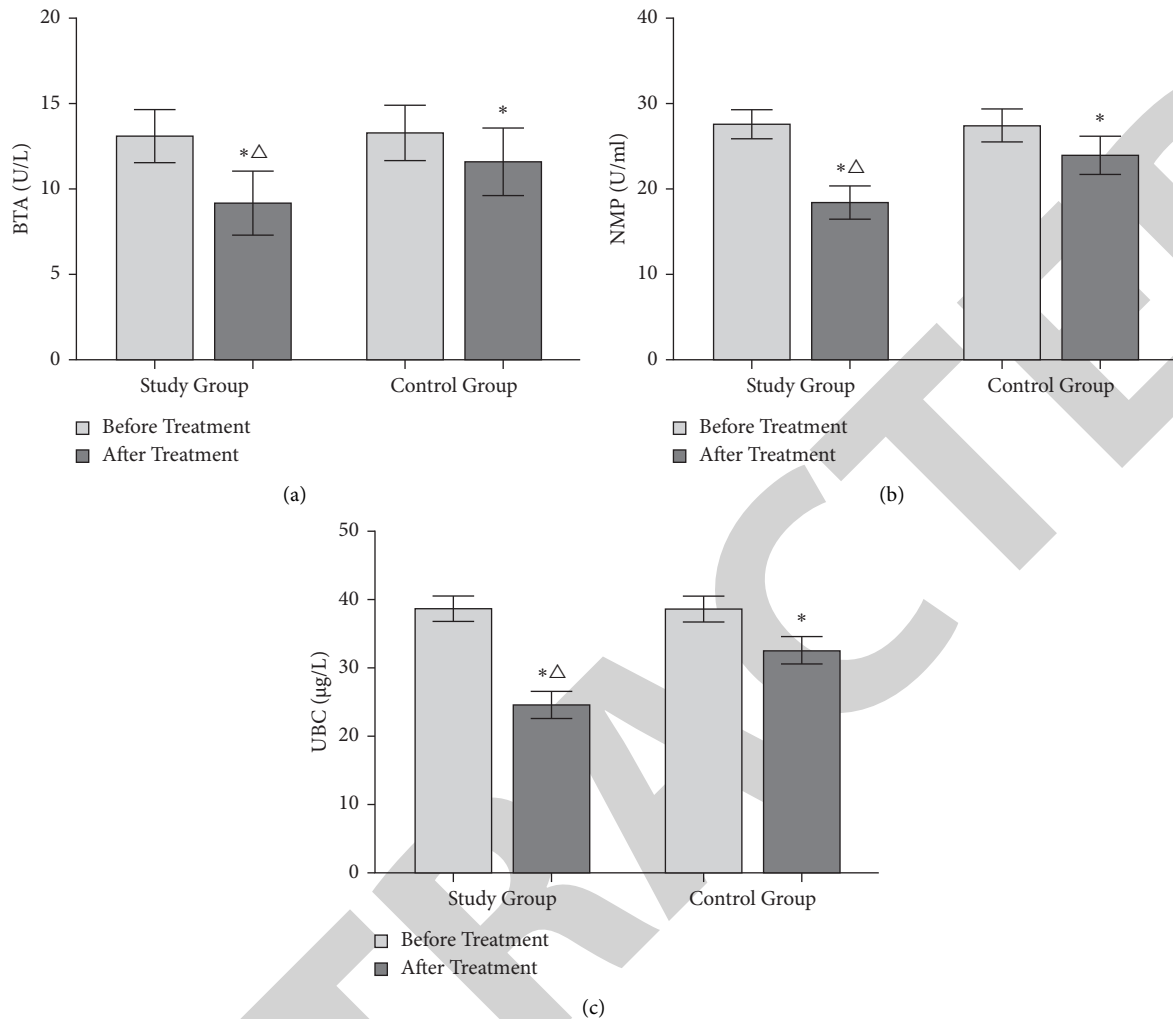 20
15
10
5
0
BTA (U/L)
*△
*
Study Group
Control Group
Before Treatment
After Treatment
(a)
40
30
20
10
0
NMP (U/ml)
*△
*
Study Group
Control Group
Before Treatment
After Treatment
(b)
50
40
30
20
10
0
UBC (µg/L)
*△
*
Study Group
Control Group
Before Treatment
After Treatment
(c)
TRACTE